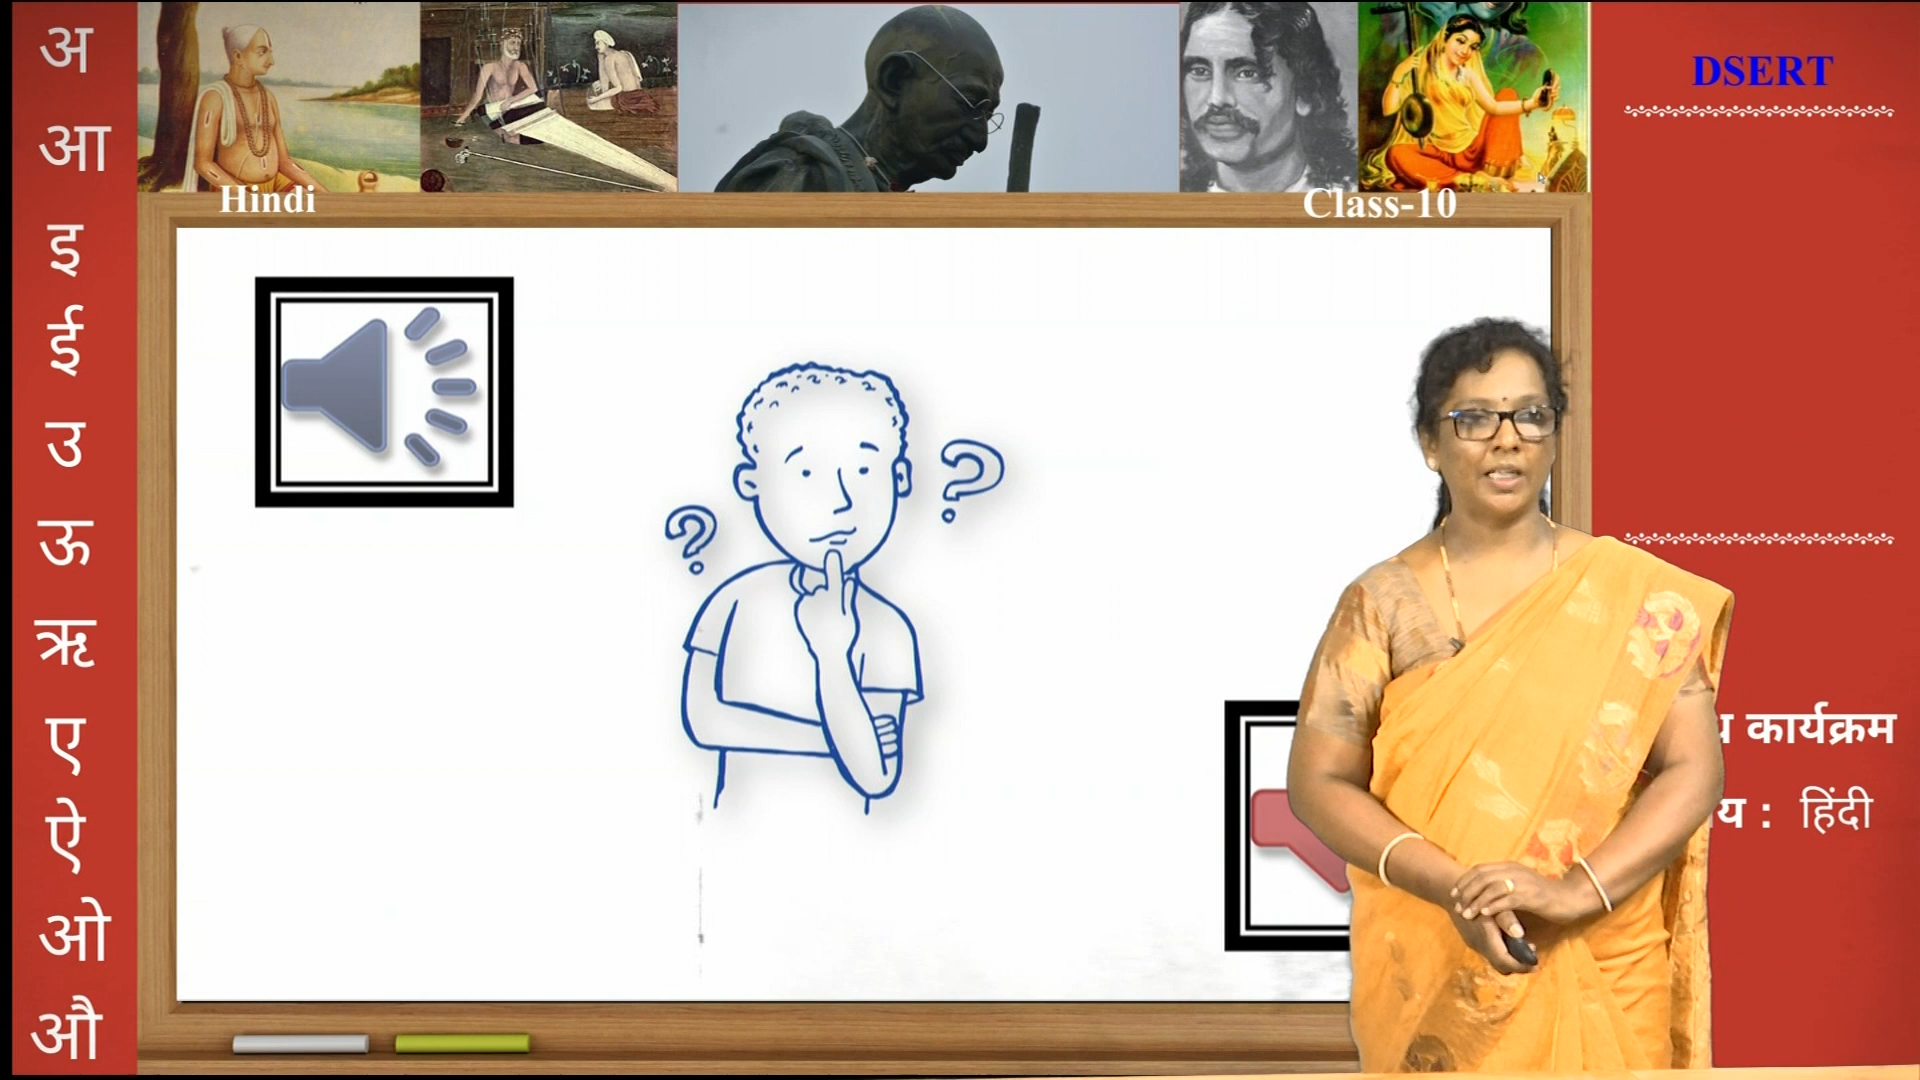 अ
आ
इ
ई
उ
ऊ
ऋ
ए
ऐ
ओ
औ
Hindi
Class-10
DSERT
? ?
कार्यक्रम
य : हिंदी